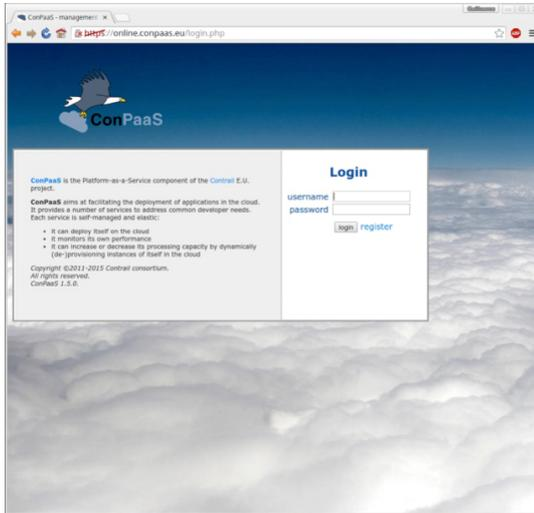 ConPaaS - management
https://online.conpaas.eu/login.php
ConPaaS
ConPaaS is the Platform-as-a-Service component of the Contrail E.U.
project.
ConPaaS aims at facilitating the deployment of applications in the cloud.
It provides a number of services to address common developer needs.
Each service is self-managed and elastic:
it can deploy itself on the cloud
it monitors its own performance
it can increase or decrease its processing capacity by dynamically
(de-)provisioning instances of itself in the cloud
Copyright ©2011-2015 Contrail consortium.
All rights reserved.
ConPaaS 1.5.0.
Login
username
password
login register